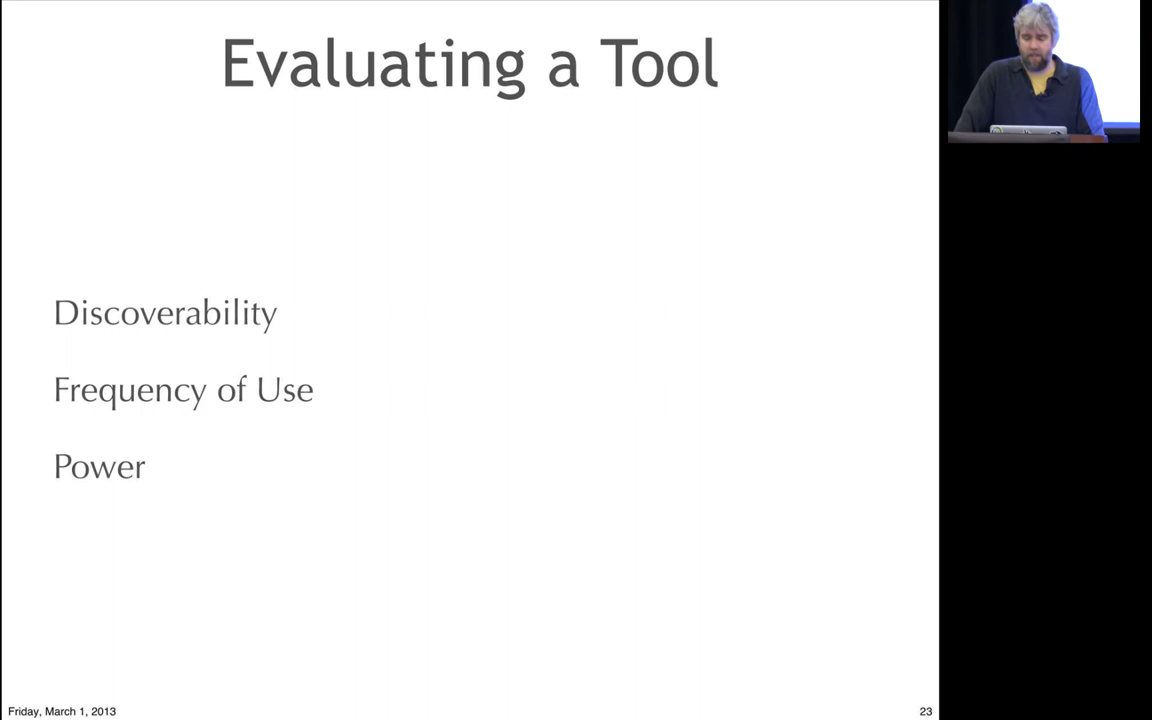 Evaluating a Tool
Discoverability
Frequency of Use
Power
Friday, March 1, 2013
23